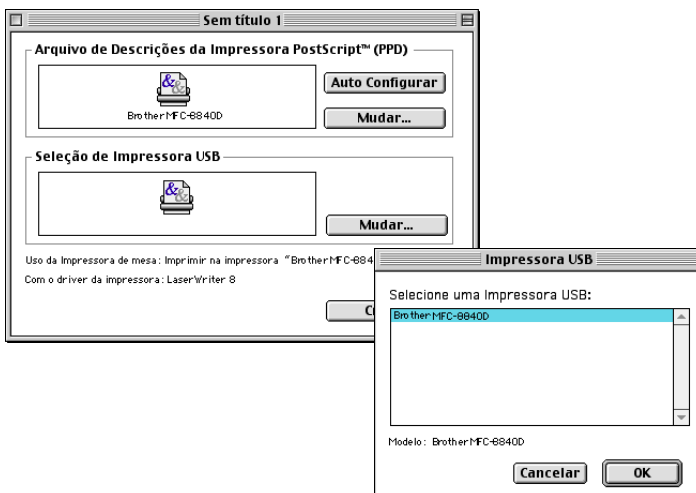 Sem título 1
Arquivo de Descrições da Impressora PostScript™ (PPD)
Brother MFC-8840D
Auto Configurar
Mudar...
Seleção de Impressora USB
Mudar...
Uso da Impressora de mesa: Imprimir na impressora “Brother MFC-884
Com o driver da impressora: LaserWriter 8
Impressora USB
Selecione uma Impressora USB:
Brother MFC-8840D
Modelo: Brother MFC-8840D
Cancelar
OK